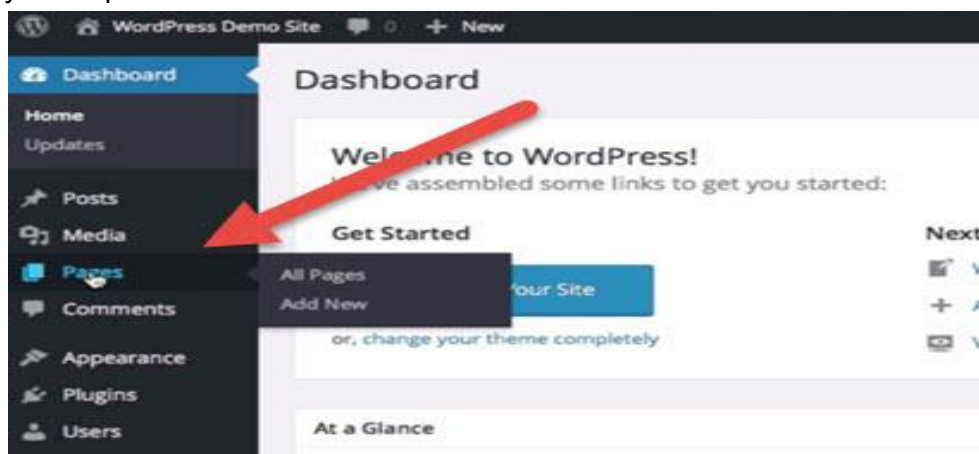 WordPress Demo Site 0 + New
Dashboard
Home
Updates
Posts
Media
Pages
Comments
Appearance
Plugins
Users
Dashboard
Welcome to WordPress!
assembled some links to get you started:
Get Started
Next
All Pages
Add New
Your Site
or, change your theme completely
At a Glance